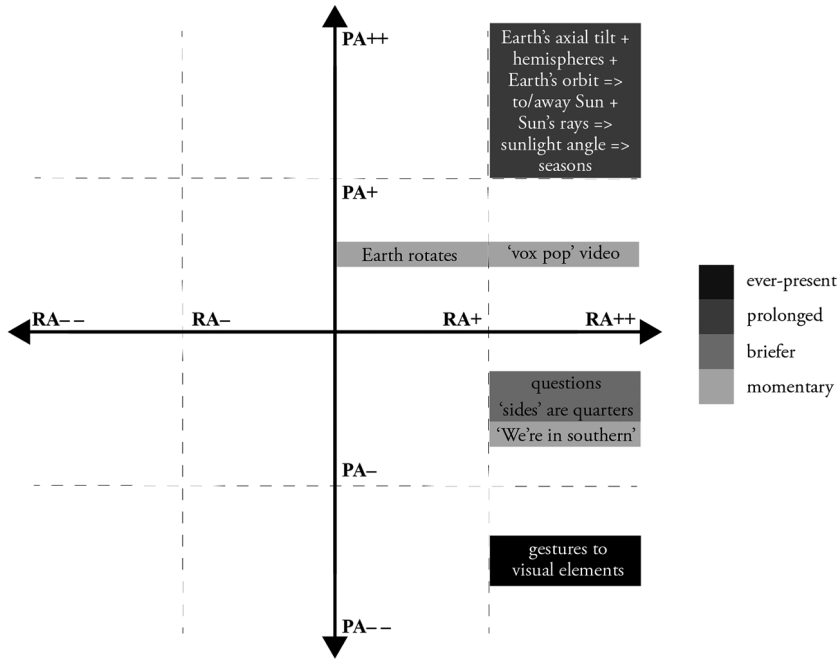 PA++
Earth's axial tilt +
hemispheres +
Earth's orbit =>
to/away Sun +
Sun's rays =>
sunlight angle =>
seasons
PA+
Earth rotates
'vox pop' video
ever-present
prolonged
briefer
momentary
RA– –
RA–
RA+
RA++
questions
'sides' are quarters
'We're in southern'
PA–
gestures to
visual elements
PA– –